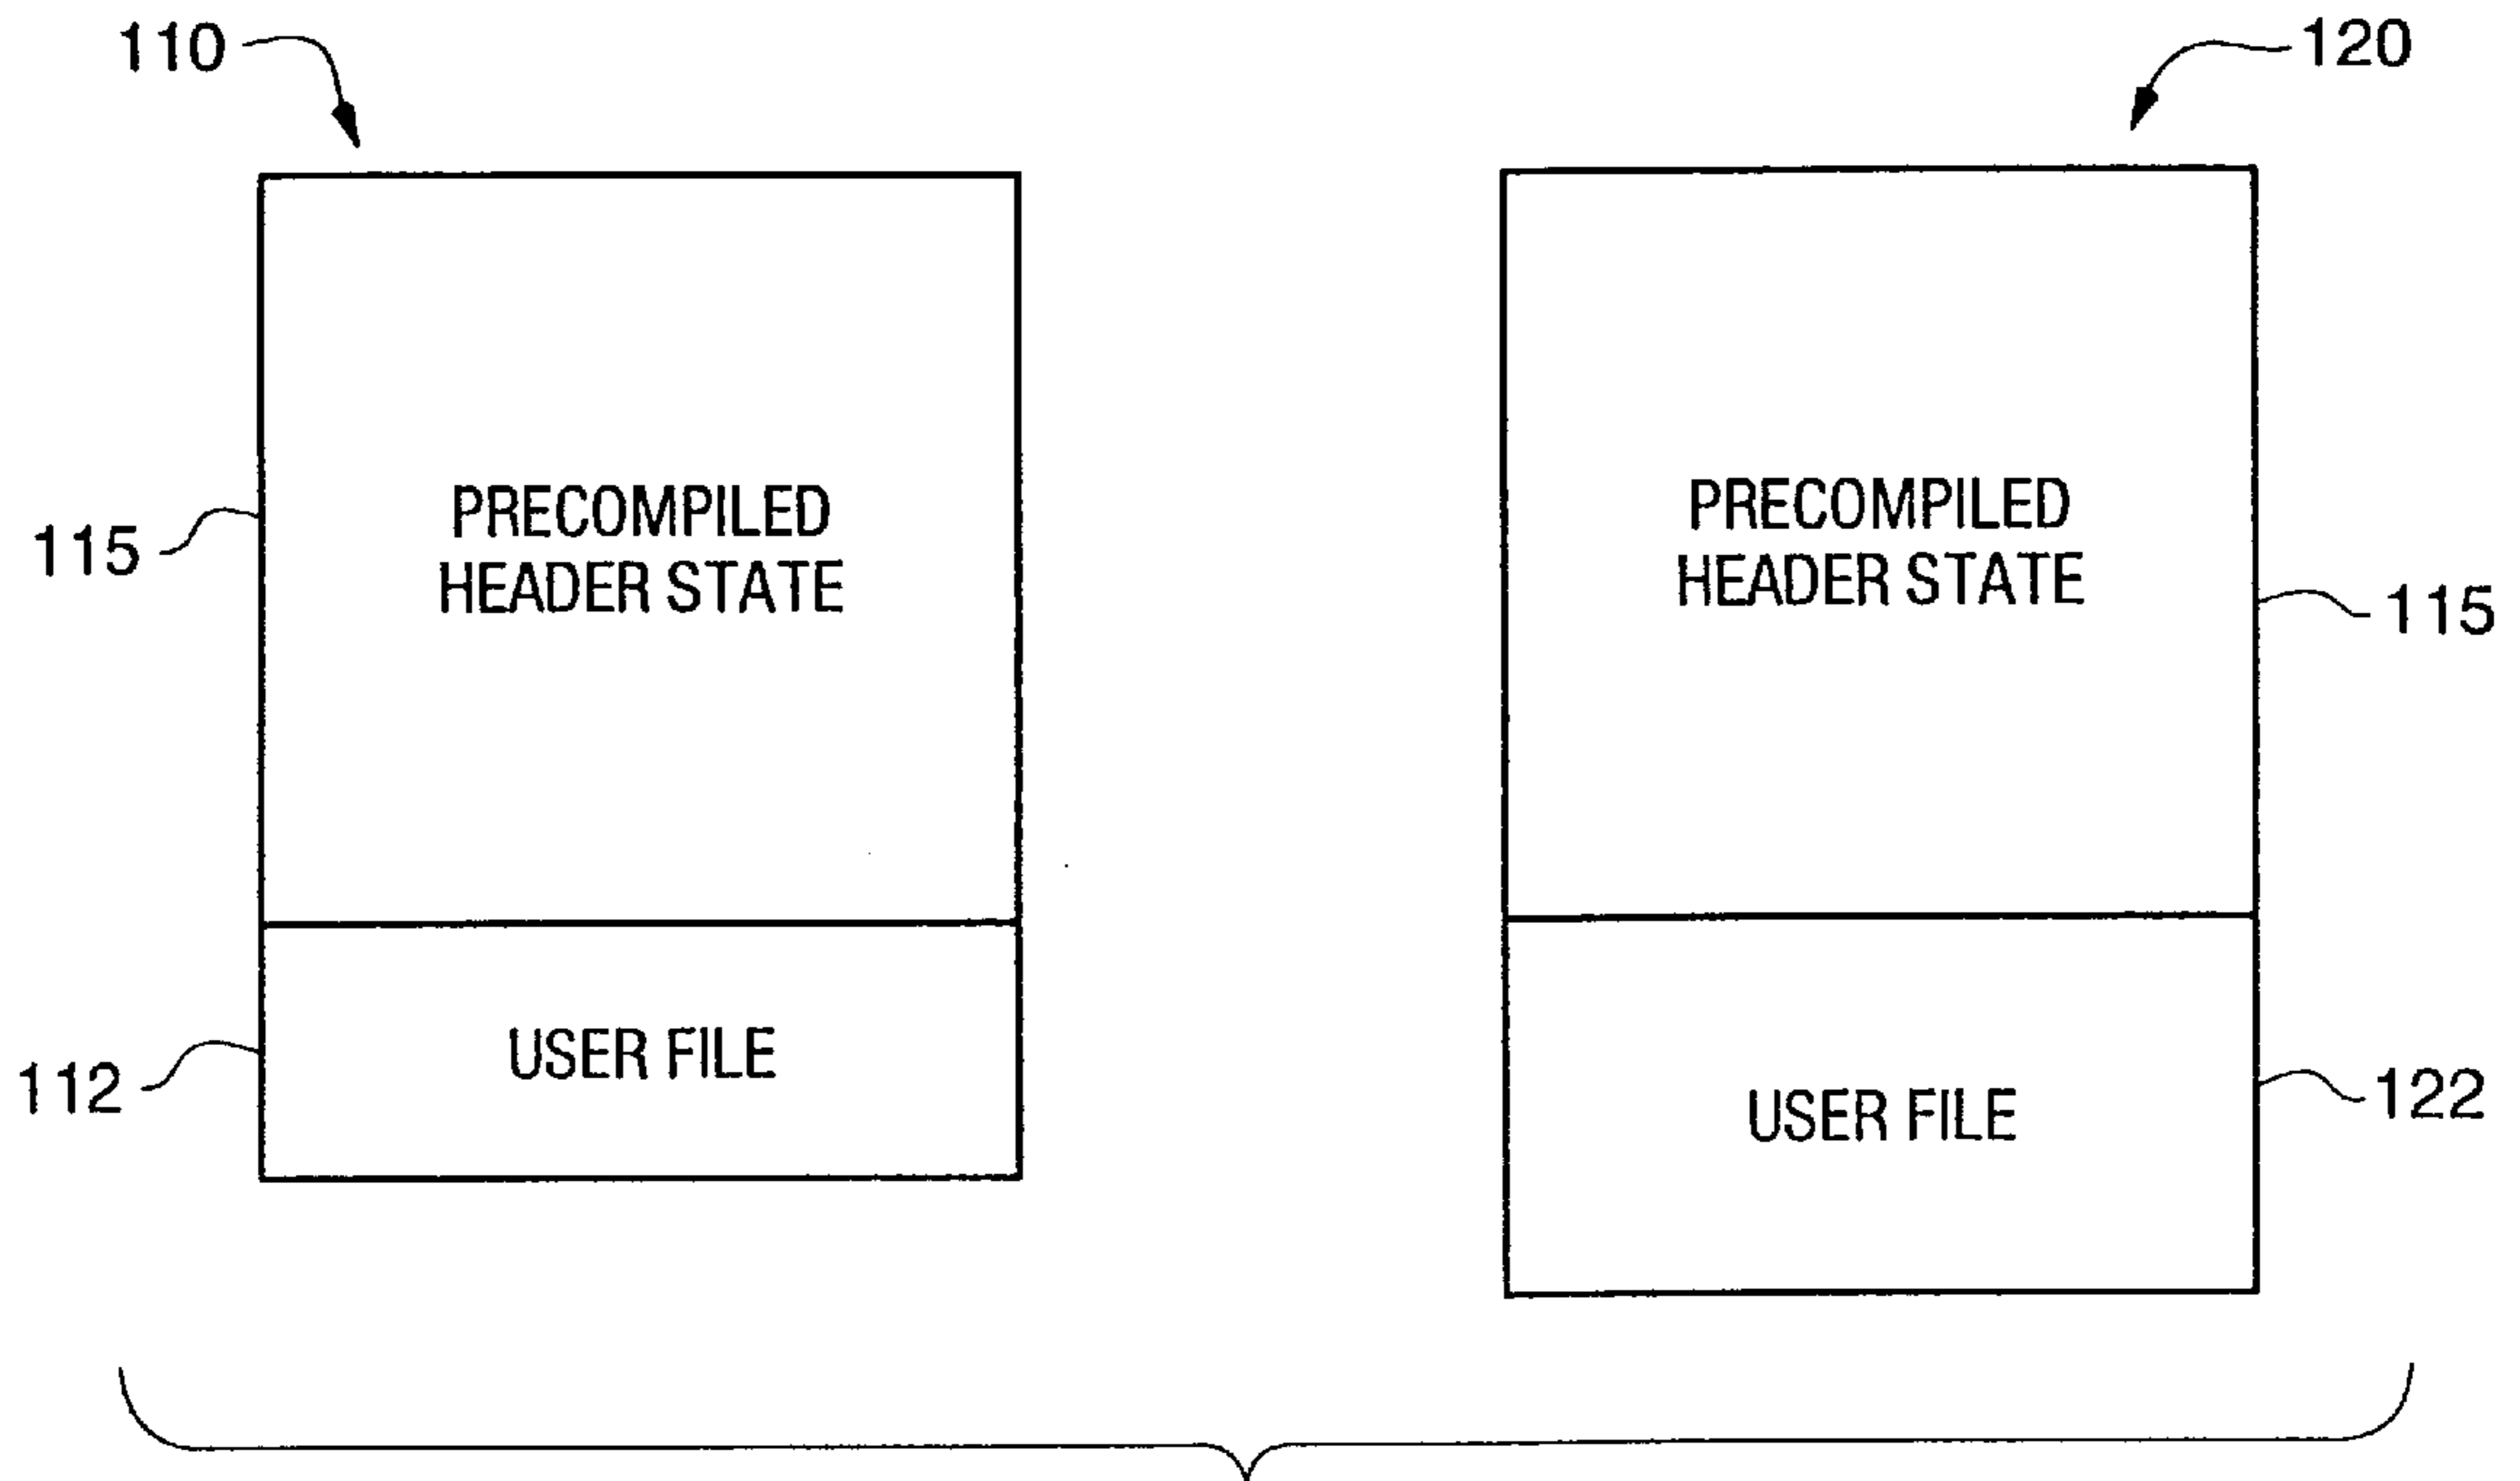 110
120
PRECOMPILED
HEADER STATE
115
PRECOMPILED
HEADER STATE
115
USER FILE
112
USER FILE
122